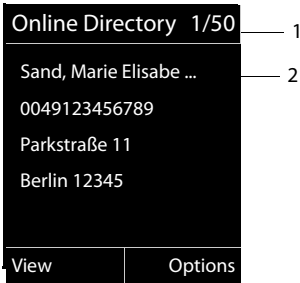 Online Directory 1/50
1
Sand, Marie Elisabe ...
2
0049123456789
Parkstraße 11
Berlin 12345
View Options